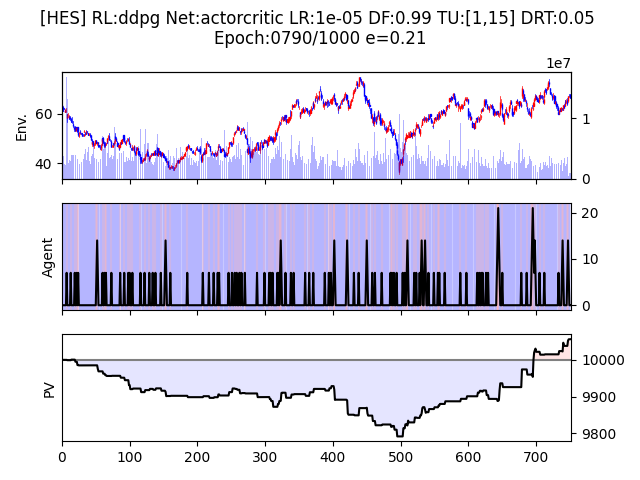 [HES] RL:ddpg Net:actorcritic LR:1e-05 DF:0.99 TU:[1,15] DRT:0.05
Epoch:0790/1000 e=0.21
1e7
Env.
60
40
1
0
Agent
20
10
0
PV
10000
9900
9800
0 100 200 300 400 500 600 700